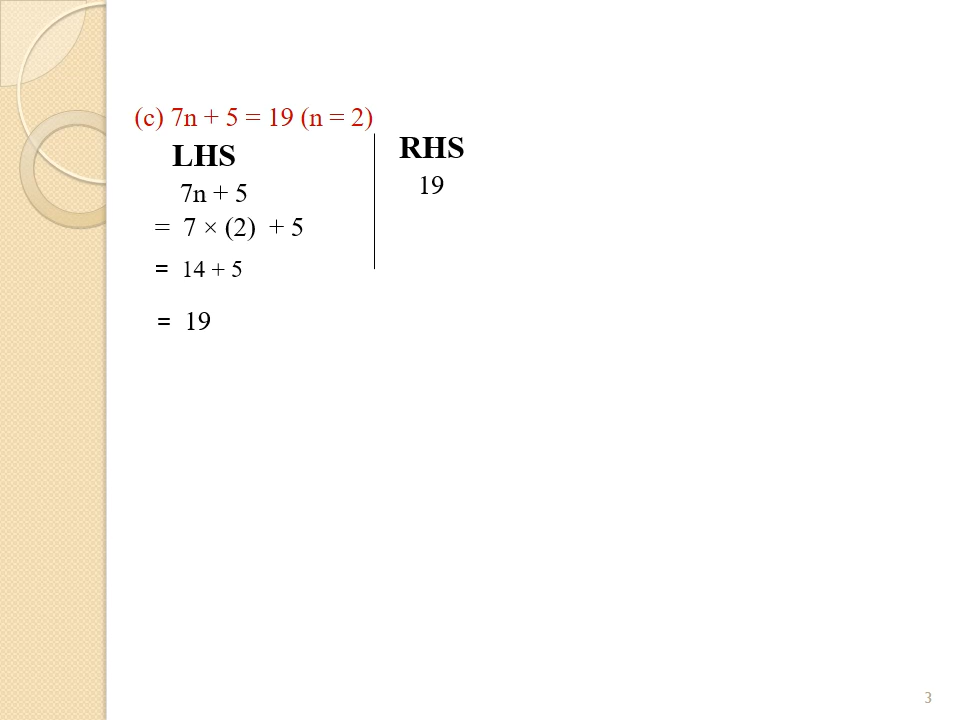 (c) 7n + 5 = 19 (n = 2)
LHS
7n + 5
= 7 × (2) + 5
= 14 + 5
= 19
RHS
19
3